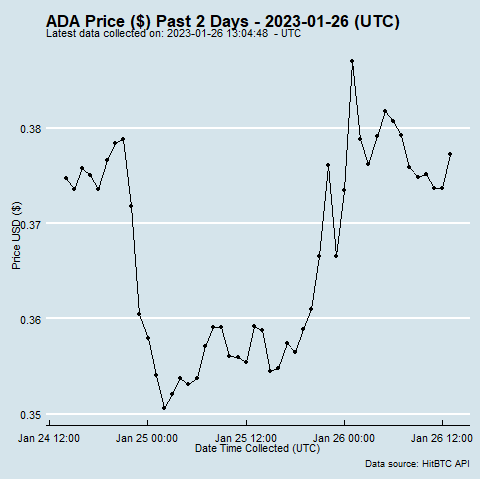 ADA Price ($) Past 2 Days - 2023-01-26 (UTC)
Latest data collected on: 2023-01-26 13:04:48 - UTC
0.38
0.37
0.36
0.35
Price USD ($)
Jan 24 12:00 Jan 25 00:00 Jan 25 12:00 Jan 26 00:00 Jan 26 12:00
Date Time Collected (UTC)
Data source: HitBTC API